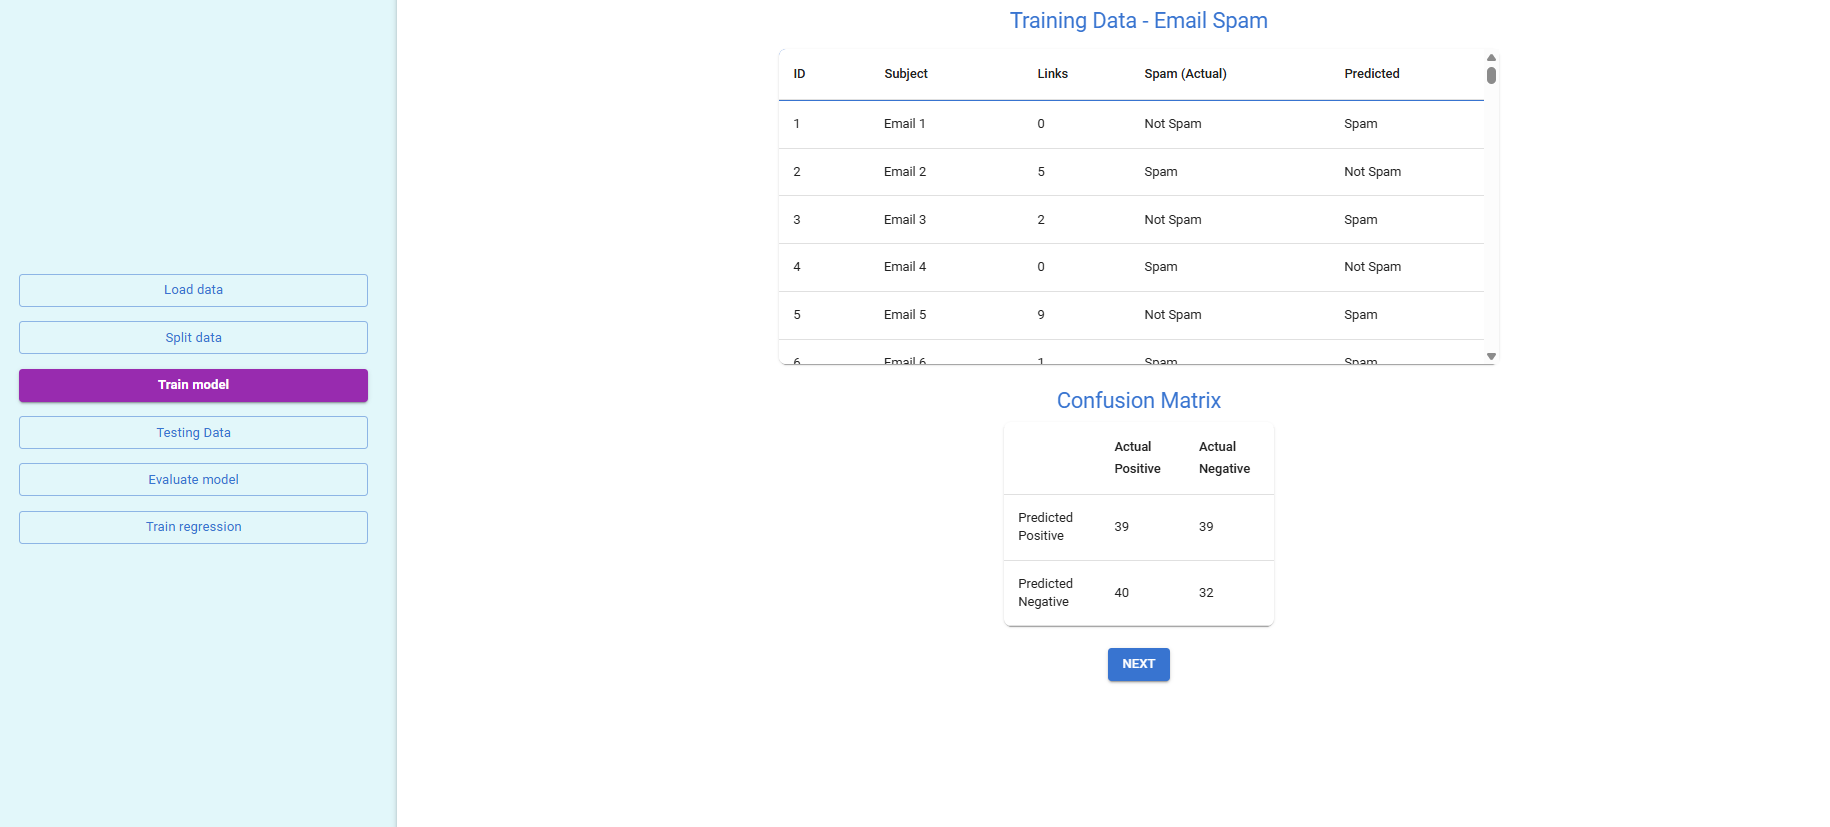 Load data
Split data
Train model
Testing Data
Evaluate model
Train regression
Training Data - Email Spam
ID Subject Links Spam (Actual) Predicted
1 Email 1 0 Not Spam Spam
2 Email 2 5 Spam Not Spam
3 Email 3 2 Not Spam Spam
4 Email 4 0 Spam Not Spam
5 Email 5 9 Not Spam Spam
6 Email 6 1 Spam Spam
Confusion Matrix
Actual Actual
Positive Negative
Predicted
Positive 39 39
Predicted
Negative 40 32
NEXT